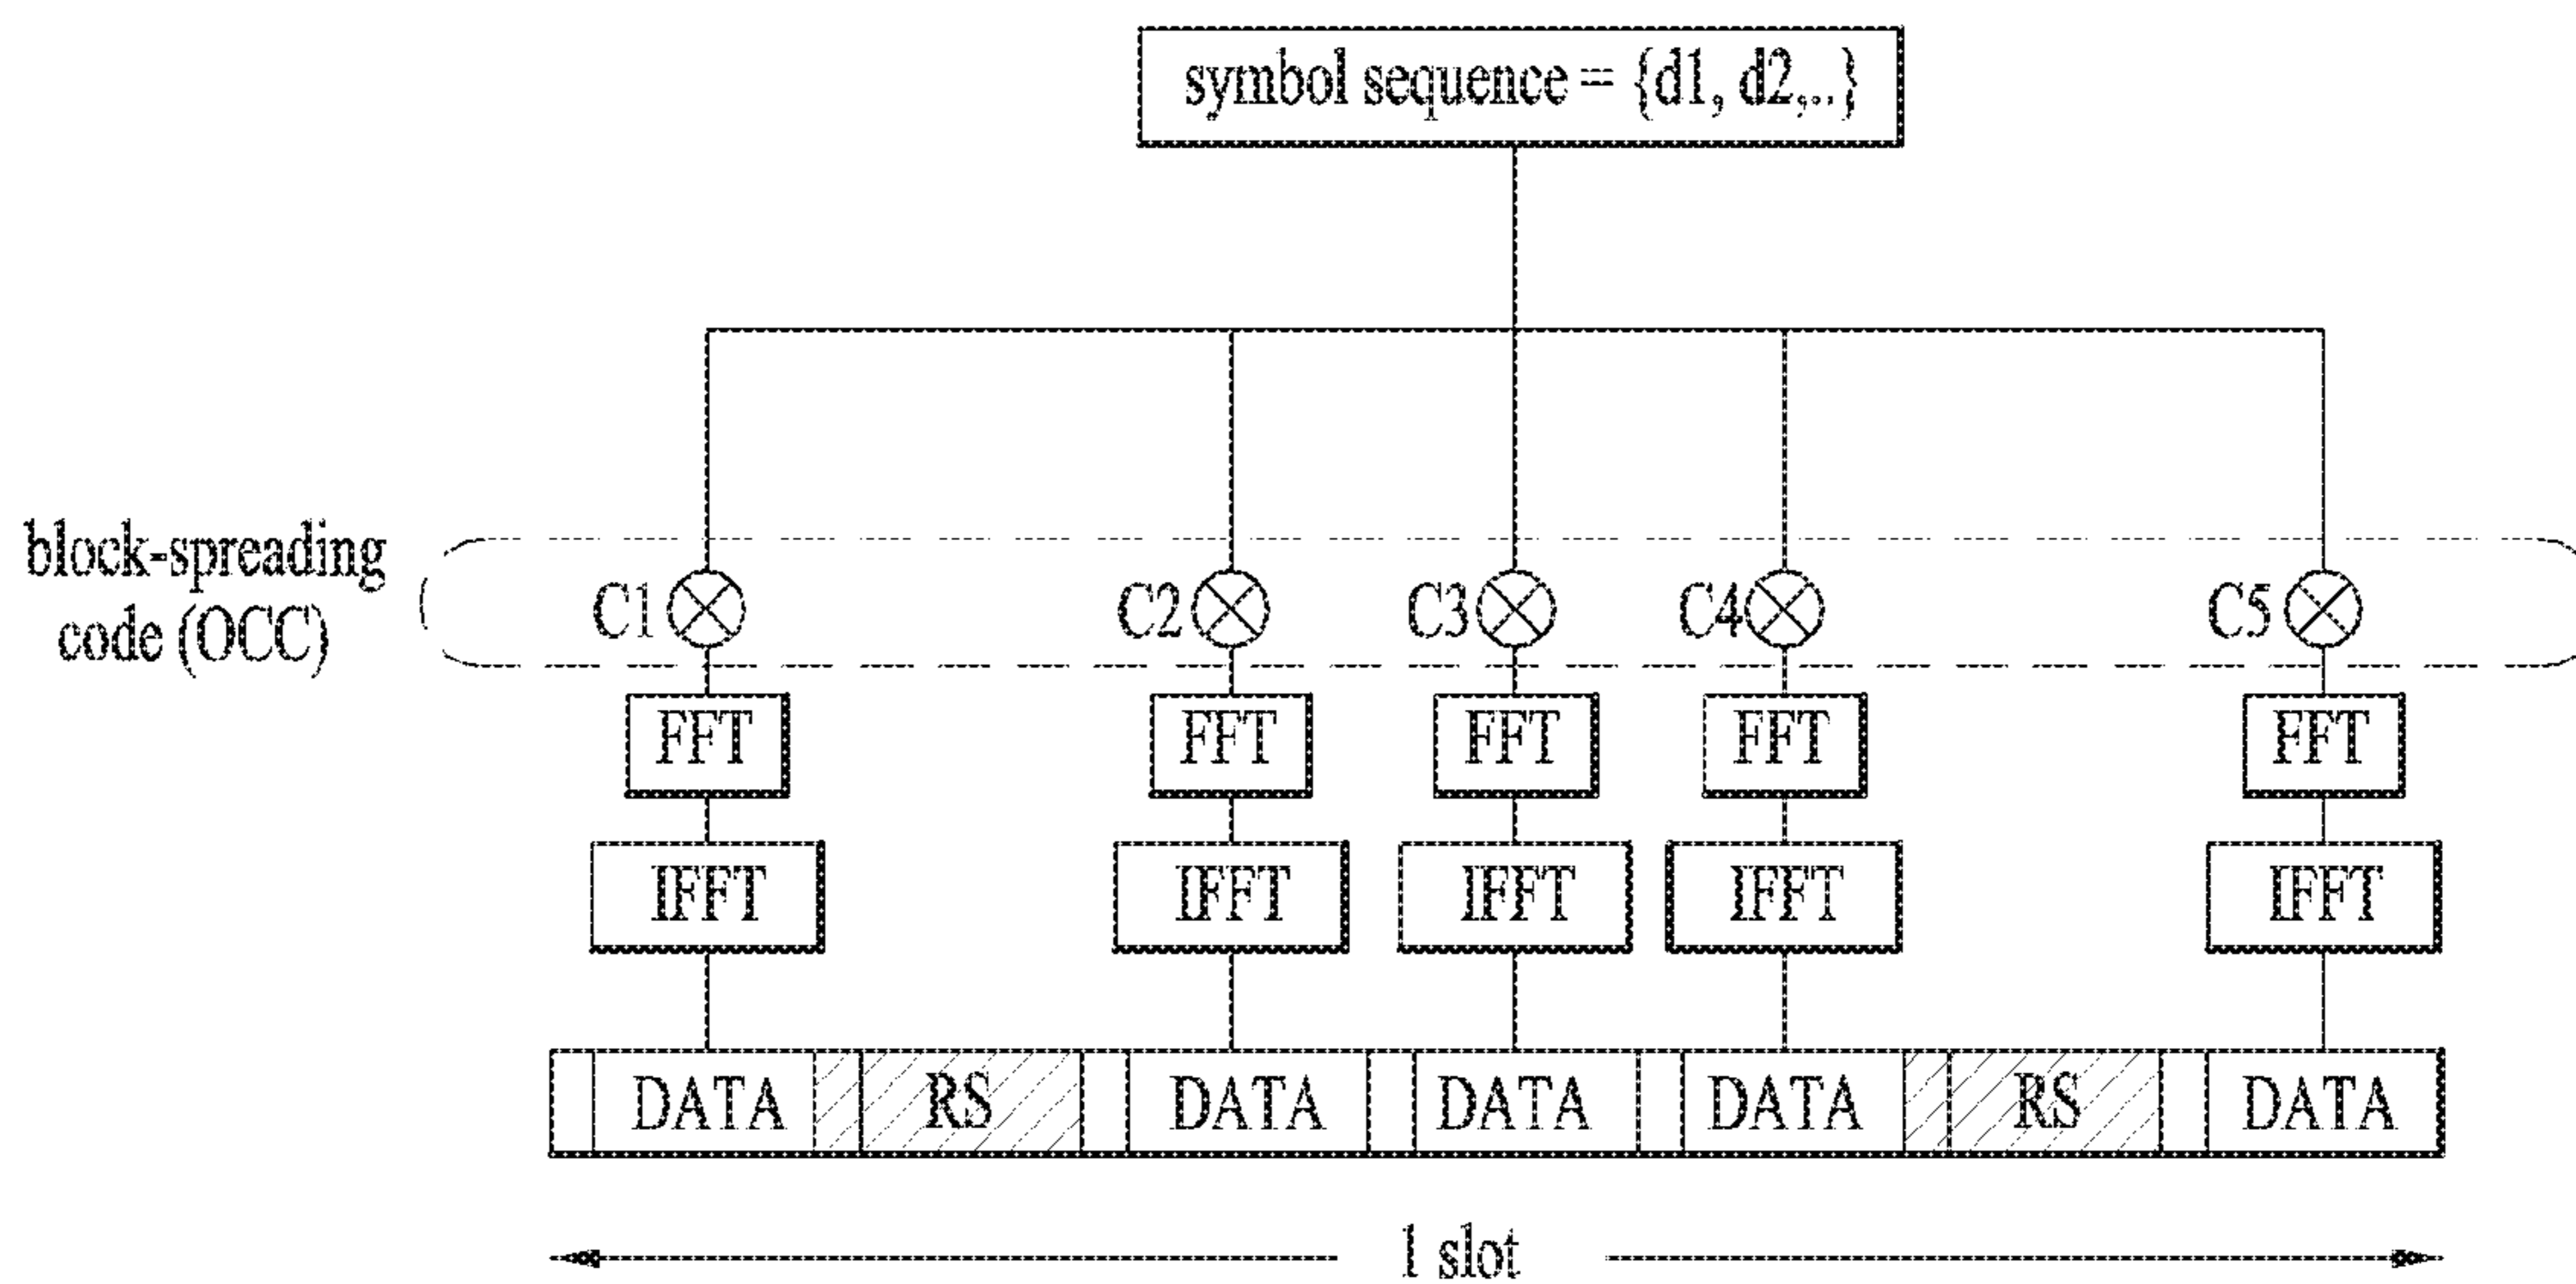 symbol sequence = {d1, d2,..}
block-spreading
code (OCC)
C1 C2 C3 C4 C5
FFT FFT FFT FFT FFT
IFFT IFFT IFFT IFFT IFFT
DATA RS DATA DATA DATA RS DATA
1 slot